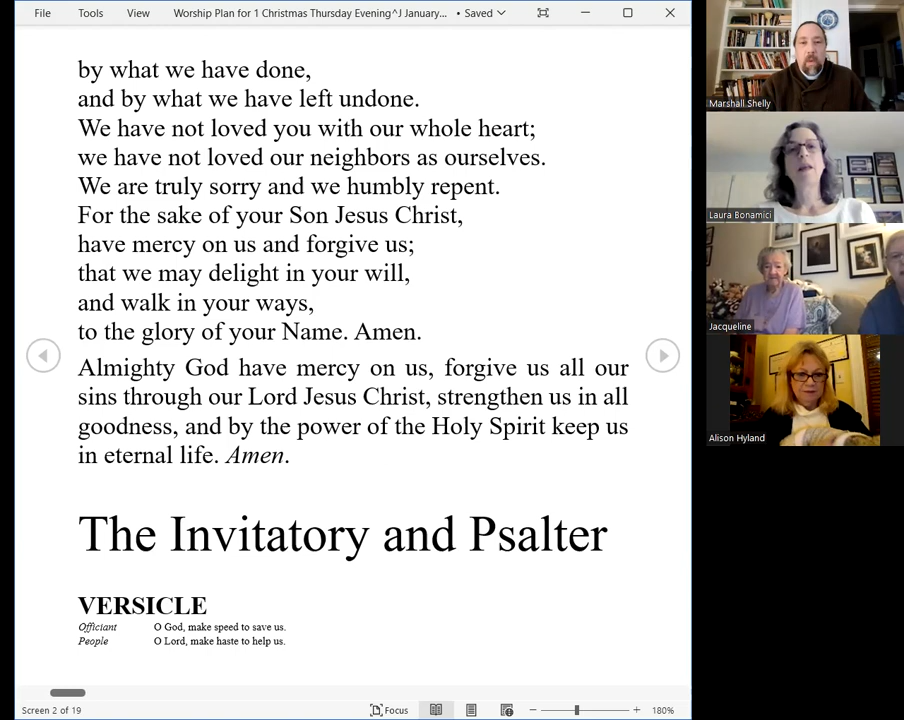 File Tools View Worship Plan for 1 Christmas Thursday Evening^J January... • Saved
by what we have done,
and by what we have left undone.
We have not loved you with our whole heart;
we have not loved our neighbors as ourselves.
We are truly sorry and we humbly repent.
For the sake of your Son Jesus Christ,
have mercy on us and forgive us;
that we may delight in your will,
and walk in your ways,
to the glory of your Name. Amen.
Almighty God have mercy on us, forgive us all our
sins through our Lord Jesus Christ, strengthen us in all
goodness, and by the power of the Holy Spirit keep us
in eternal life. Amen.
The Invitatory and Psalter
VERSICLE
Officiant O God, make speed to save us.
People O Lord, make haste to help us.
Screen 2 of 19 Focus 180%
Marshall Shelly
Laura Bonamici
Jacqueline
Alison Hyland